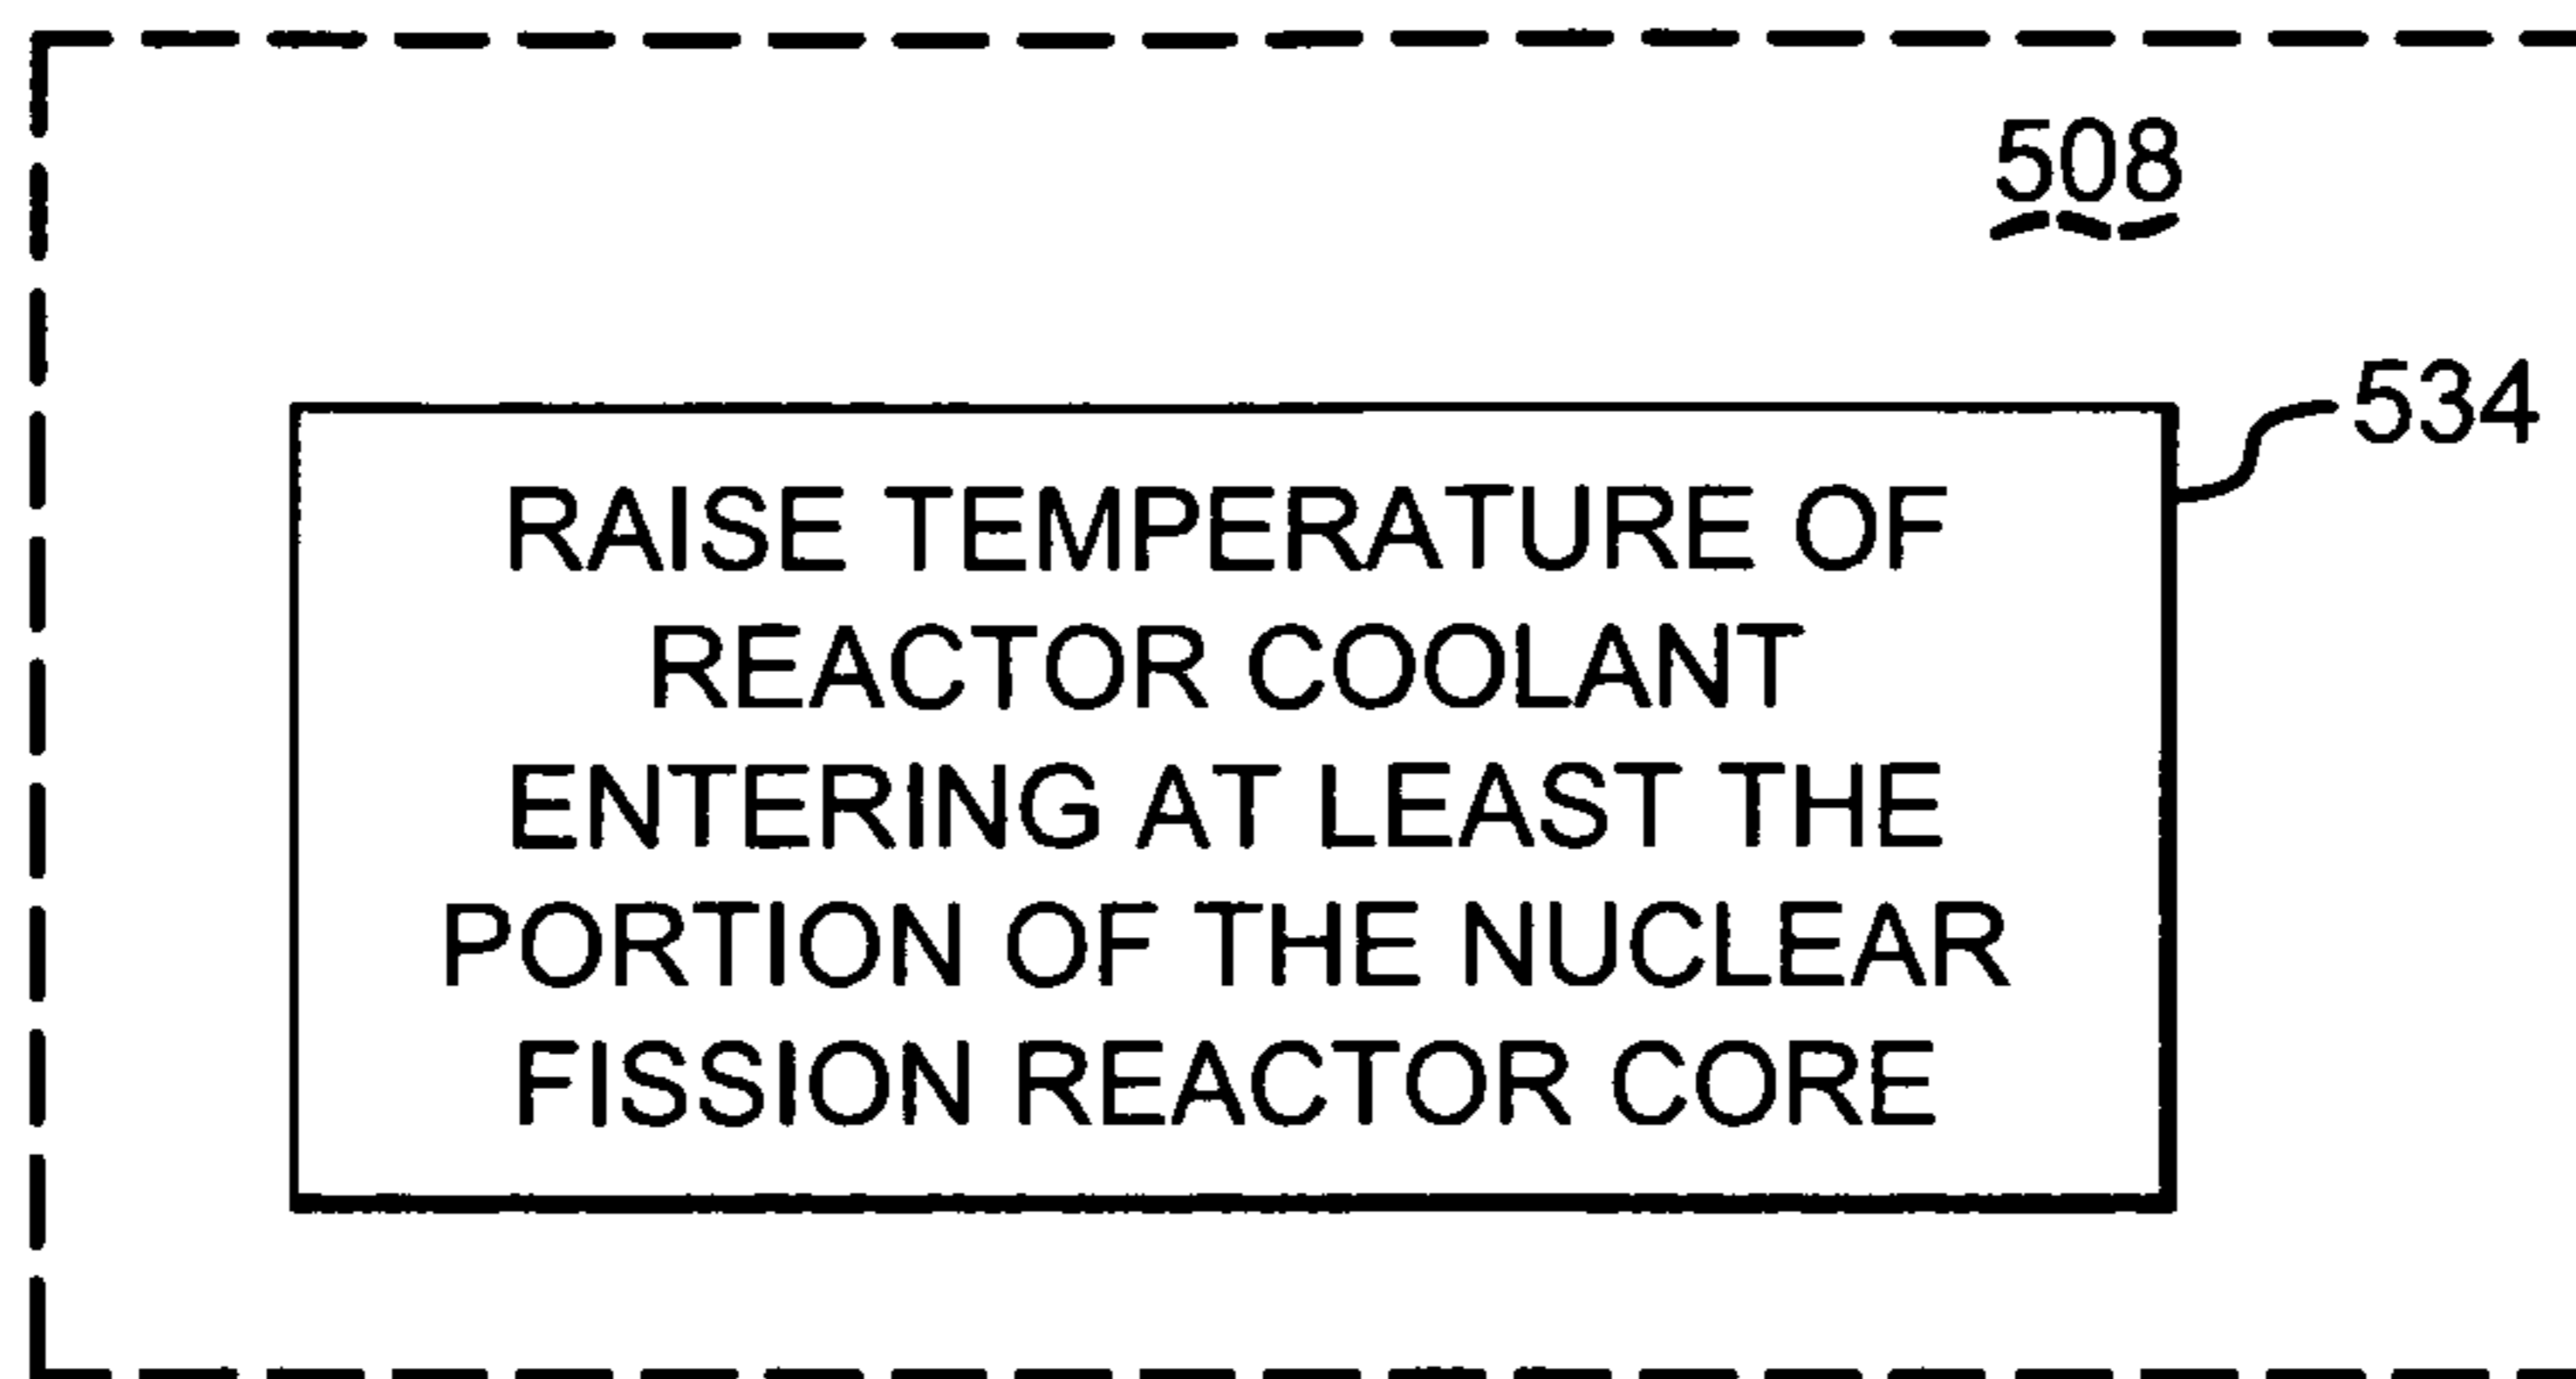 508
534
RAISE TEMPERATURE OF
REACTOR COOLANT
ENTERING AT LEAST THE
PORTION OF THE NUCLEAR
FISSION REACTOR CORE